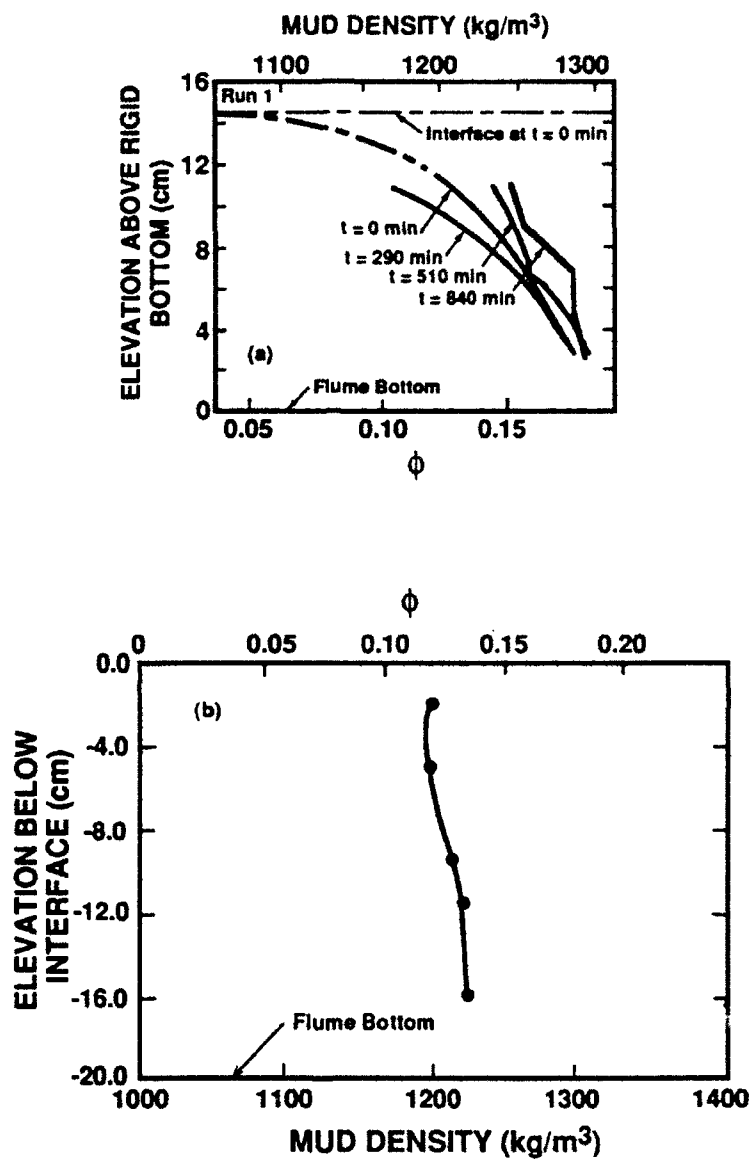 MUD DENSITY (kg/m³)
1100 1200 1300
16
Run 1
Interface at t = 0 min
12
t = 0 min
t = 290 min
8
t = 510 min
t = 840 min
4
(a)
Flume Bottom
0
0.05 0.10 0.15
ϕ
ELEVATION ABOVE RIGID
BOTTOM (cm)
ϕ
0 0.05 0.10 0.15 0.20
0.0
(b)
-4.0
-8.0
-12.0
-16.0
Flume Bottom
-20.0
1000 1100 1200 1300 1400
MUD DENSITY (kg/m³)
ELEVATION BELOW
INTERFACE (cm)